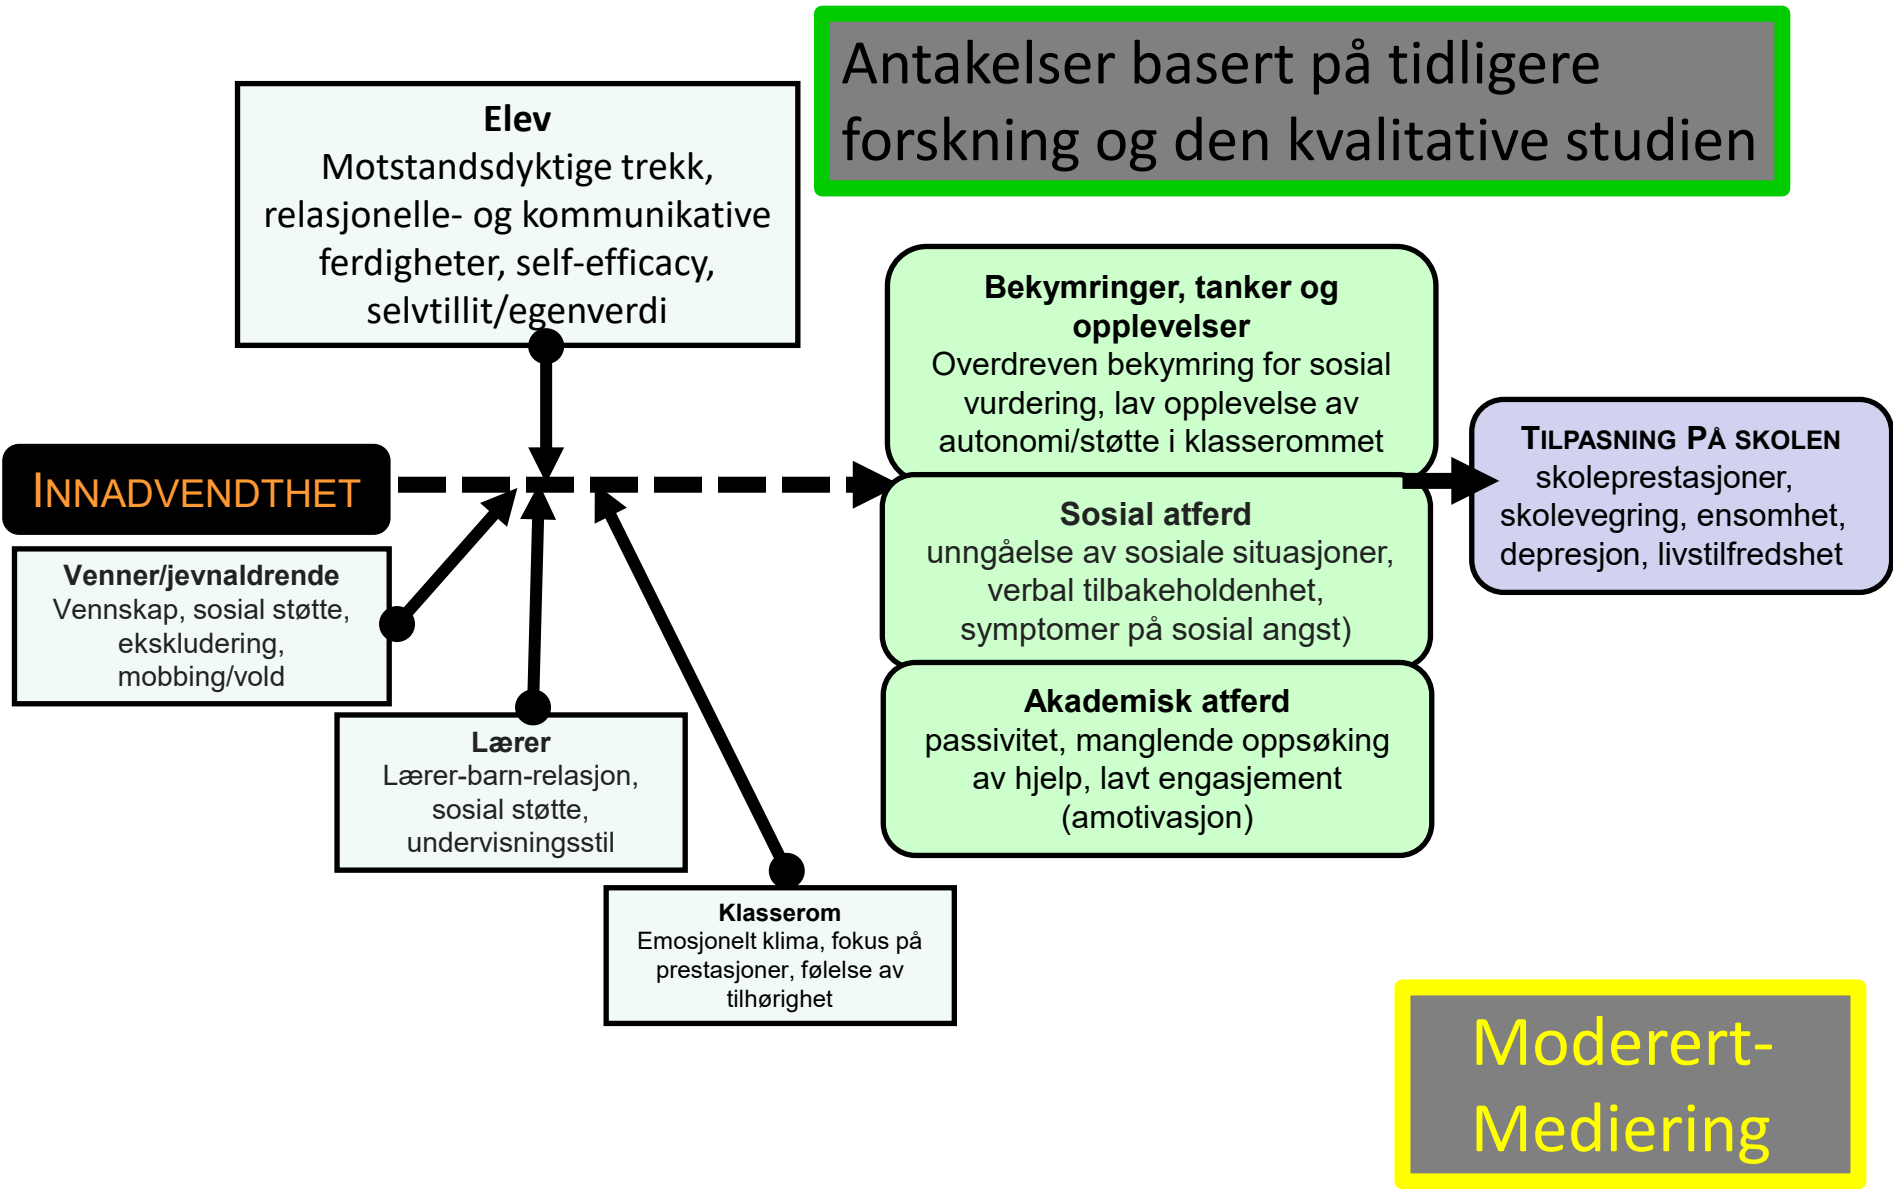 Antakelser basert på tidligere
forskning og den kvalitative studien
Elev
Motstandsdyktige trekk,
relasjonelle- og kommunikative
ferdigheter, self-efficacy,
selvtillit/egenverdi
Bekymringer, tanker og
opplevelser
Overdreven bekymring for sosial
vurdering, lav opplevelse av
autonomi/støtte i klasserommet
INNADVENDTHET
TILPASNING PÅ SKOLEN
skoleprestasjoner,
skolevegring, ensomhet,
depresjon, livstilfredshet
Sosial atferd
unngåelse av sosiale situasjoner,
verbal tilbakeholdenhet,
symptomer på sosial angst)
Venner/jevnaldrende
Vennskap, sosial støtte,
ekskludering,
mobbing/vold
Akademisk atferd
passivitet, manglende oppsøking
av hjelp, lavt engasjement
(amotivasjon)
Lærer
Lærer-barn-relasjon,
sosial støtte,
undervisningsstil
Klasserom
Emosjonelt klima, fokus på
prestasjoner, følelse av
tilhørighet
Moderert-
Mediering